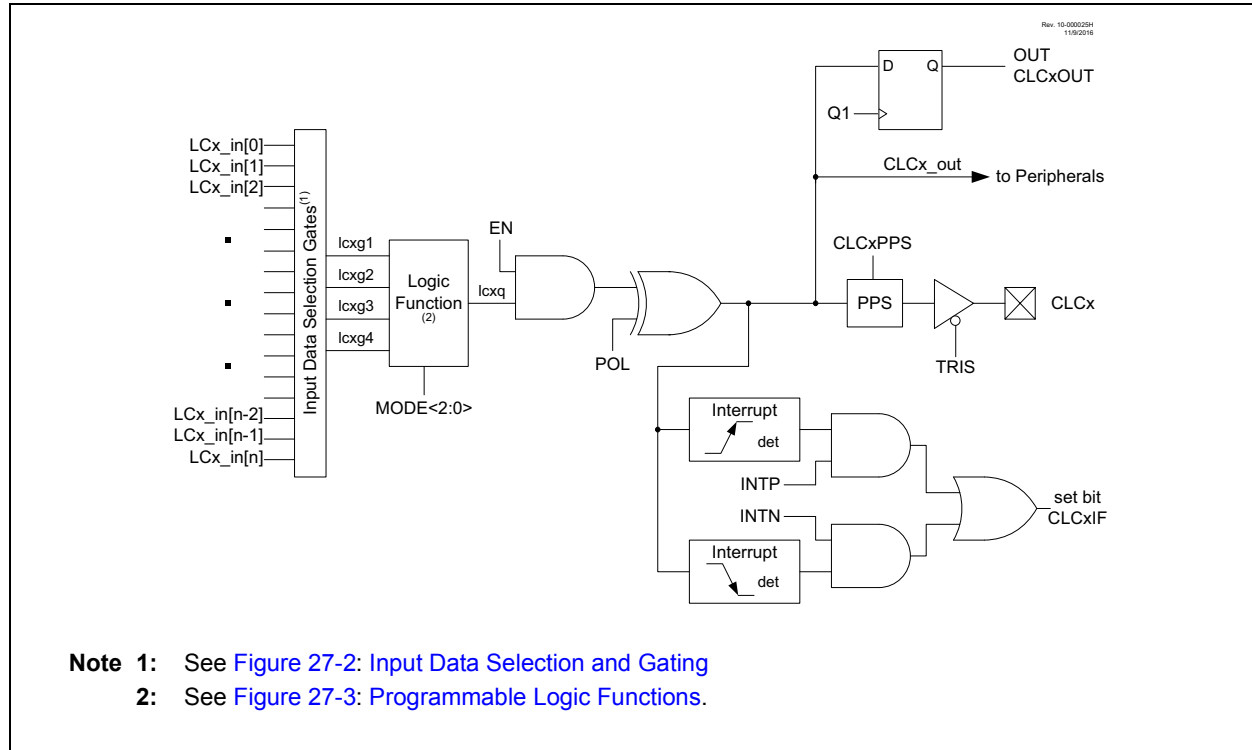 Rev. 10-000025H
11/9/2016
OUT
CLCxOUT
D
Q
Q1
CLCx_out
to Peripherals
LCx_in[0]
LCx_in[1]
LCx_in[2]
LCx_in[n-2]
LCx_in[n-1]
LCx_in[n]
Input Data Selection Gates(1)
lcxg1
lcxg2
lcxg3
lcxg4
Logic
Function
(2)
MODE<2:0>
lcxq
EN
POL
CLCxPPS
PPS
CLCx
TRIS
Interrupt
det
INTP
INTN
Interrupt
det
set bit
CLCxIF
Note 1: See Figure 27-2: Input Data Selection and Gating
2: See Figure 27-3: Programmable Logic Functions.